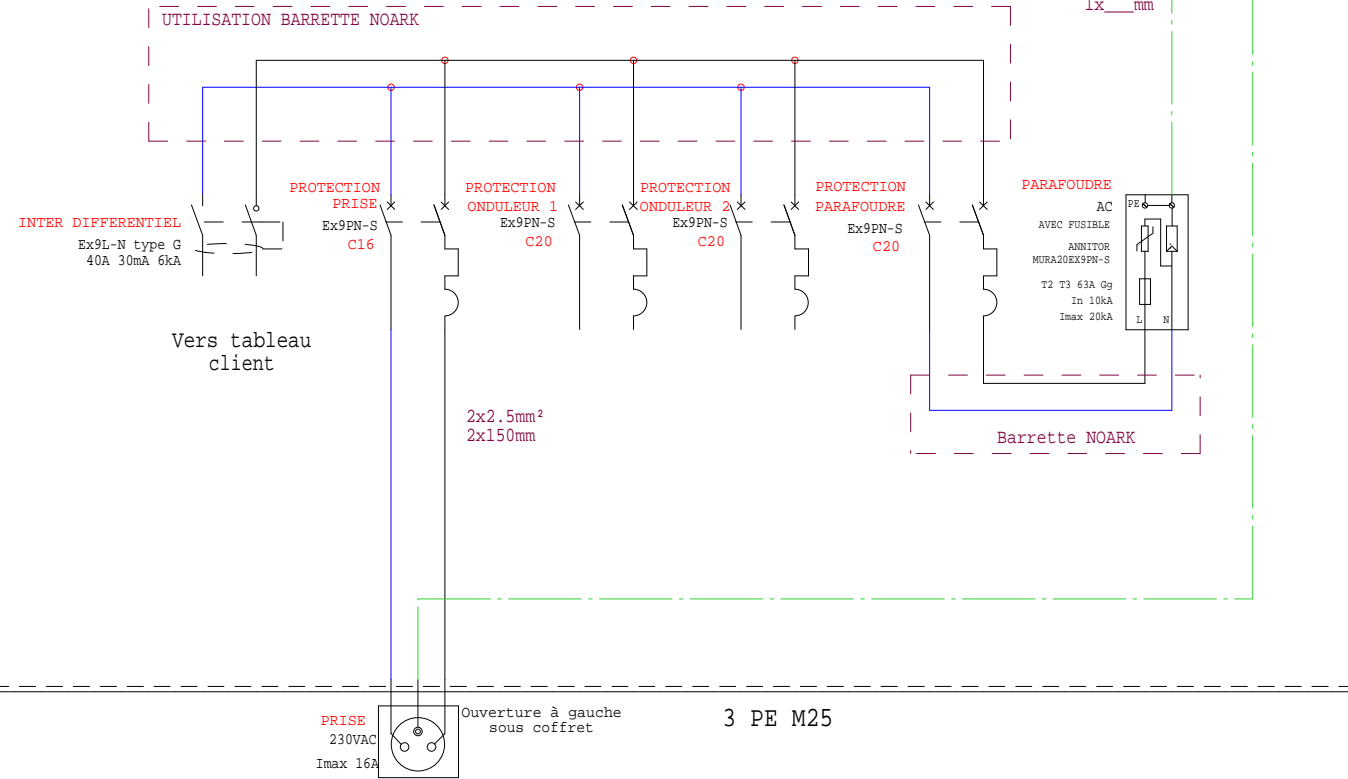 1x___mm
UTILISATION BARRETTE NOARK
INTER DIFFERENTIEL
Ex9L-N type G
40A 30mA 6kA
Vers tableau
client
PROTECTION
PRISE
Ex9PN-S
C16
PROTECTION
ONDULEUR 1
Ex9PN-S
C20
PROTECTION
ONDULEUR 2
Ex9PN-S
C20
PROTECTION
PARAFOUDRE
Ex9PN-S
C20
PARAFOUDRE
AC
AVEC FUSIBLE
ANNITOR
MURA20EX9PN-S
T2 T3 63A Gg
In 10kA
Imax 20kA
PE
L N
2x2.5mm²
2x150mm
Barrette NOARK
PRISE
230VAC
Imax 16A
Ouverture à gauche
sous coffret
3 PE M25